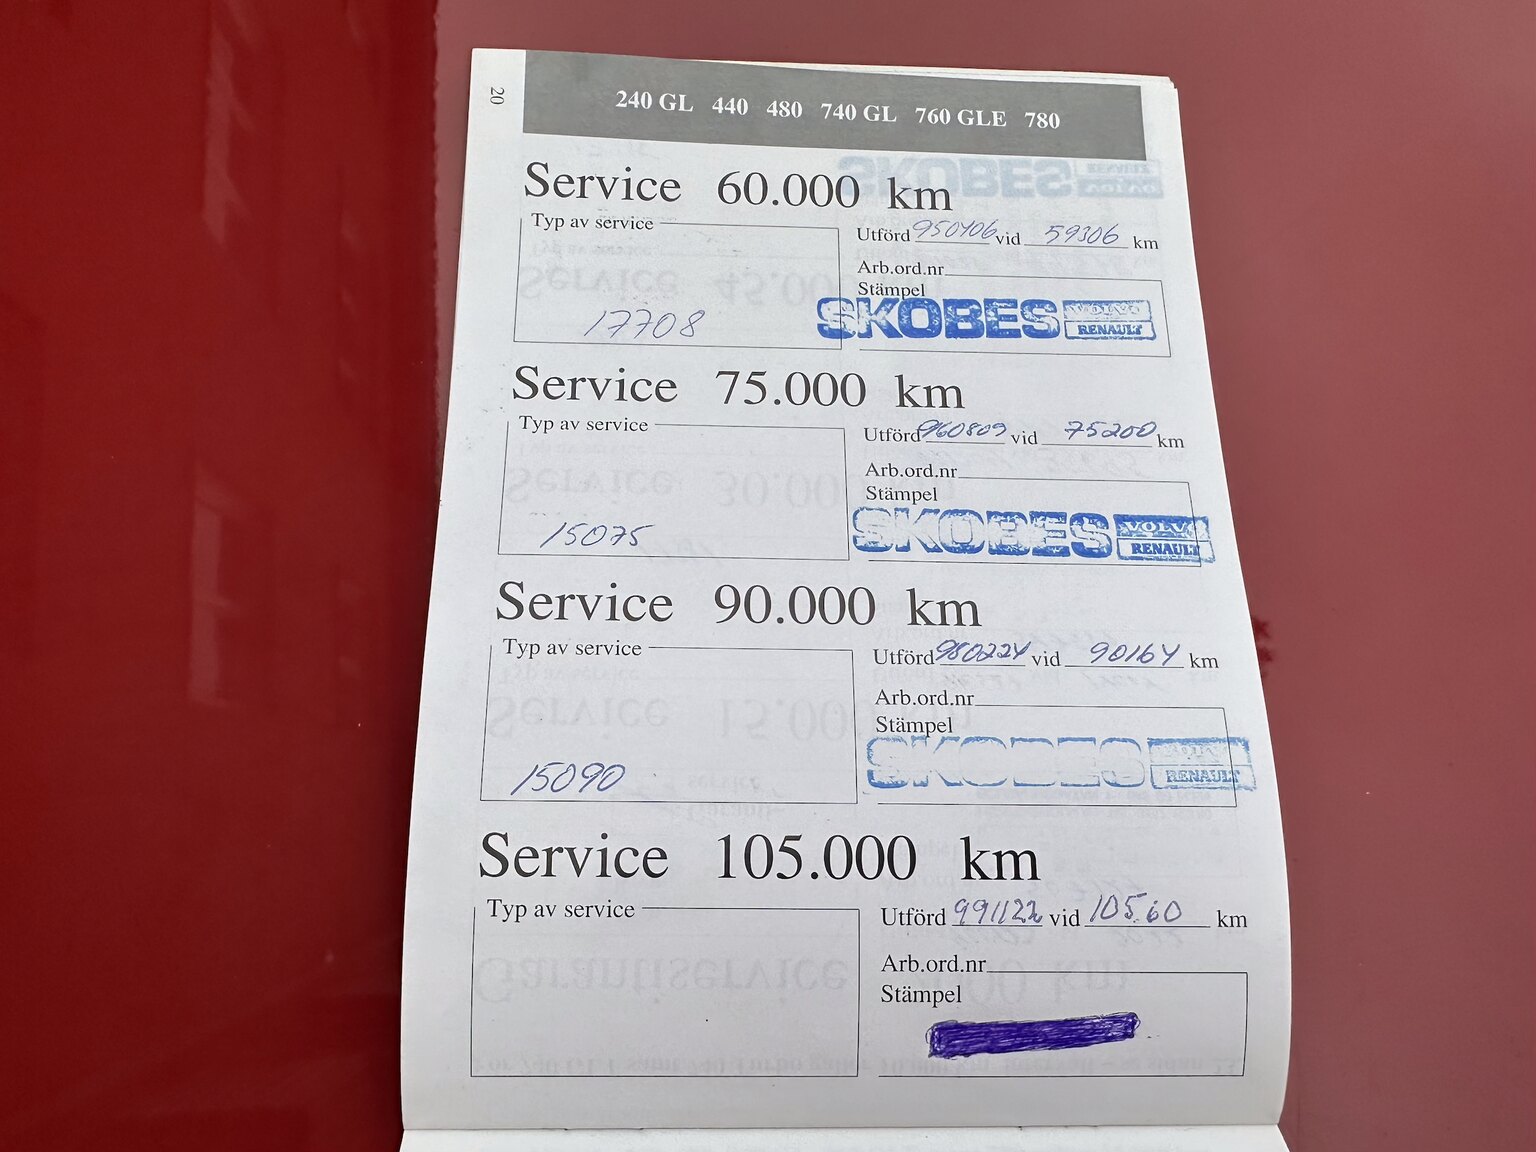 20
240 GL 440 480 740 GL 760 GLE 780
Service 60.000 km
Typ av service
Utförd 950406 vid 59306 km
Arb.ord.nr
Stämpel
17708
SKOBES VOLVO RENAULT
Service 75.000 km
Typ av service
Utförd 960809 vid 75200 km
Arb.ord.nr
Stämpel
15075
SKOBES VOLVO RENAULT
Service 90.000 km
Typ av service
Utförd 980224 vid 90164 km
Arb.ord.nr
Stämpel
15090
SKOBES VOLVO RENAULT
Service 105.000 km
Typ av service
Utförd 991122 vid km
Arb.ord.nr
Stämpel